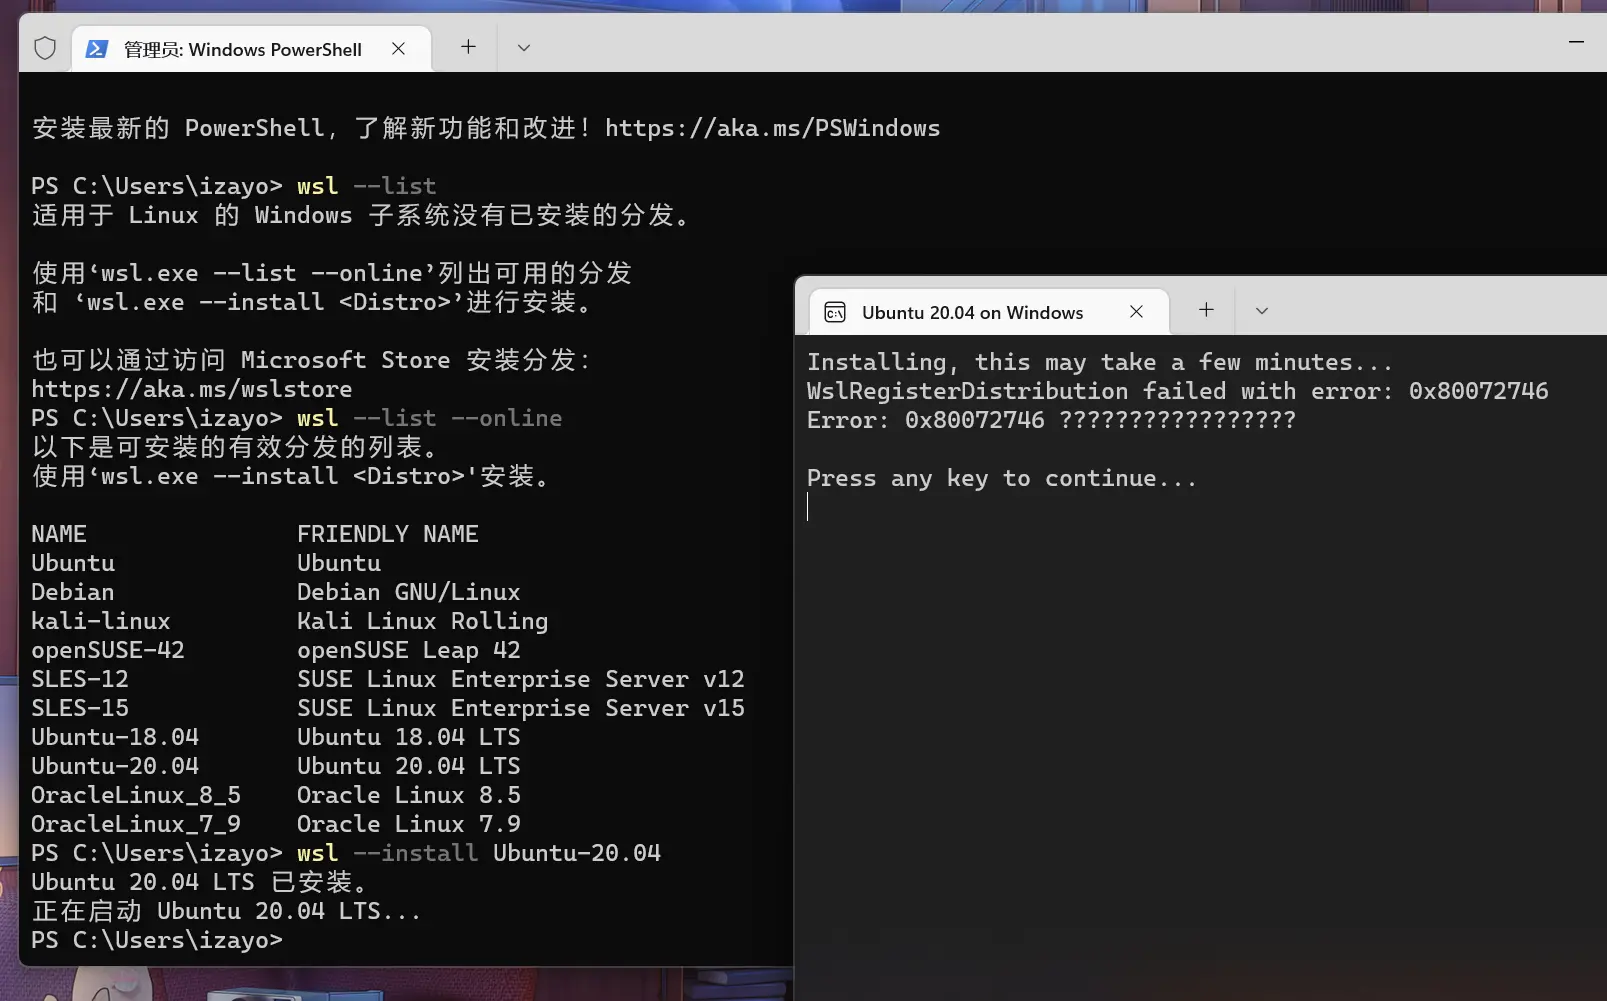 管理员: Windows PowerShell
安装最新的 PowerShell，了解新功能和改进！https://aka.ms/PSWindows
PS C:\Users\izayo> wsl --list
适用于 Linux 的 Windows 子系统没有已安装的分发。
使用‘wsl.exe --list --online’列出可用的分发
和 ‘wsl.exe --install <Distro>’进行安装。
也可以通过访问 Microsoft Store 安装分发：
https://aka.ms/wslstore
PS C:\Users\izayo> wsl --list --online
以下是可安装的有效分发的列表。
使用‘wsl.exe --install <Distro>'安装。
NAME FRIENDLY NAME
Ubuntu Ubuntu
Debian Debian GNU/Linux
kali-linux Kali Linux Rolling
openSUSE-42 openSUSE Leap 42
SLES-12 SUSE Linux Enterprise Server v12
SLES-15 SUSE Linux Enterprise Server v15
Ubuntu-18.04 Ubuntu 18.04 LTS
Ubuntu-20.04 Ubuntu 20.04 LTS
OracleLinux_8_5 Oracle Linux 8.5
OracleLinux_7_9 Oracle Linux 7.9
PS C:\Users\izayo> wsl --install Ubuntu-20.04
Ubuntu 20.04 LTS 已安装。
正在启动 Ubuntu 20.04 LTS...
PS C:\Users\izayo>
Ubuntu 20.04 on Windows
Installing, this may take a few minutes...
WslRegisterDistribution failed with error: 0x80072746
Error: 0x80072746 ?????????????????
Press any key to continue...